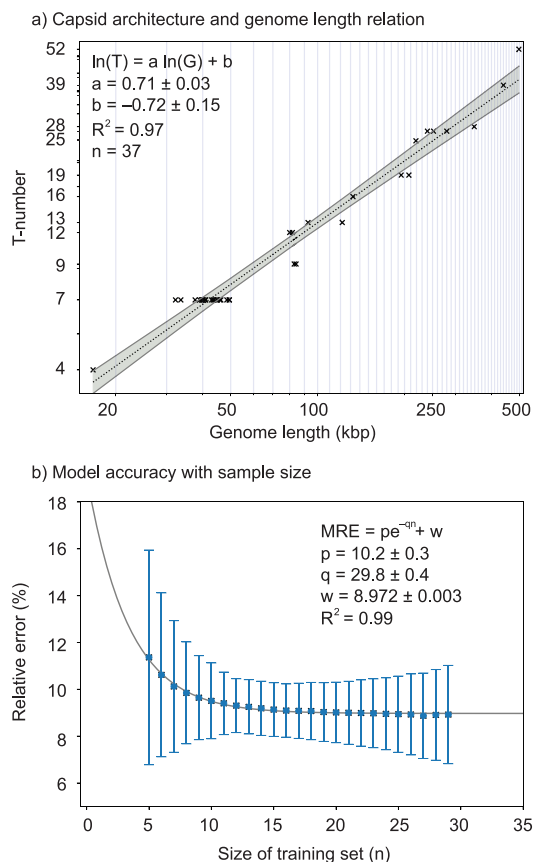 a) Capsid architecture and genome length relation
52
39
28
25
19
16
13
12
9
7
4
T-number
ln(T) = a ln(G) + b
a = 0.71 ± 0.03
b = −0.72 ± 0.15
R² = 0.97
n = 37
20 50 100 250 500
Genome length (kbp)
b) Model accuracy with sample size
18
16
14
12
10
8
6
Relative error (%)
MRE = pe⁻qⁿ + w
p = 10.2 ± 0.3
q = 29.8 ± 0.4
w = 8.972 ± 0.003
R² = 0.99
0 5 10 15 20 25 30 35
Size of training set (n)